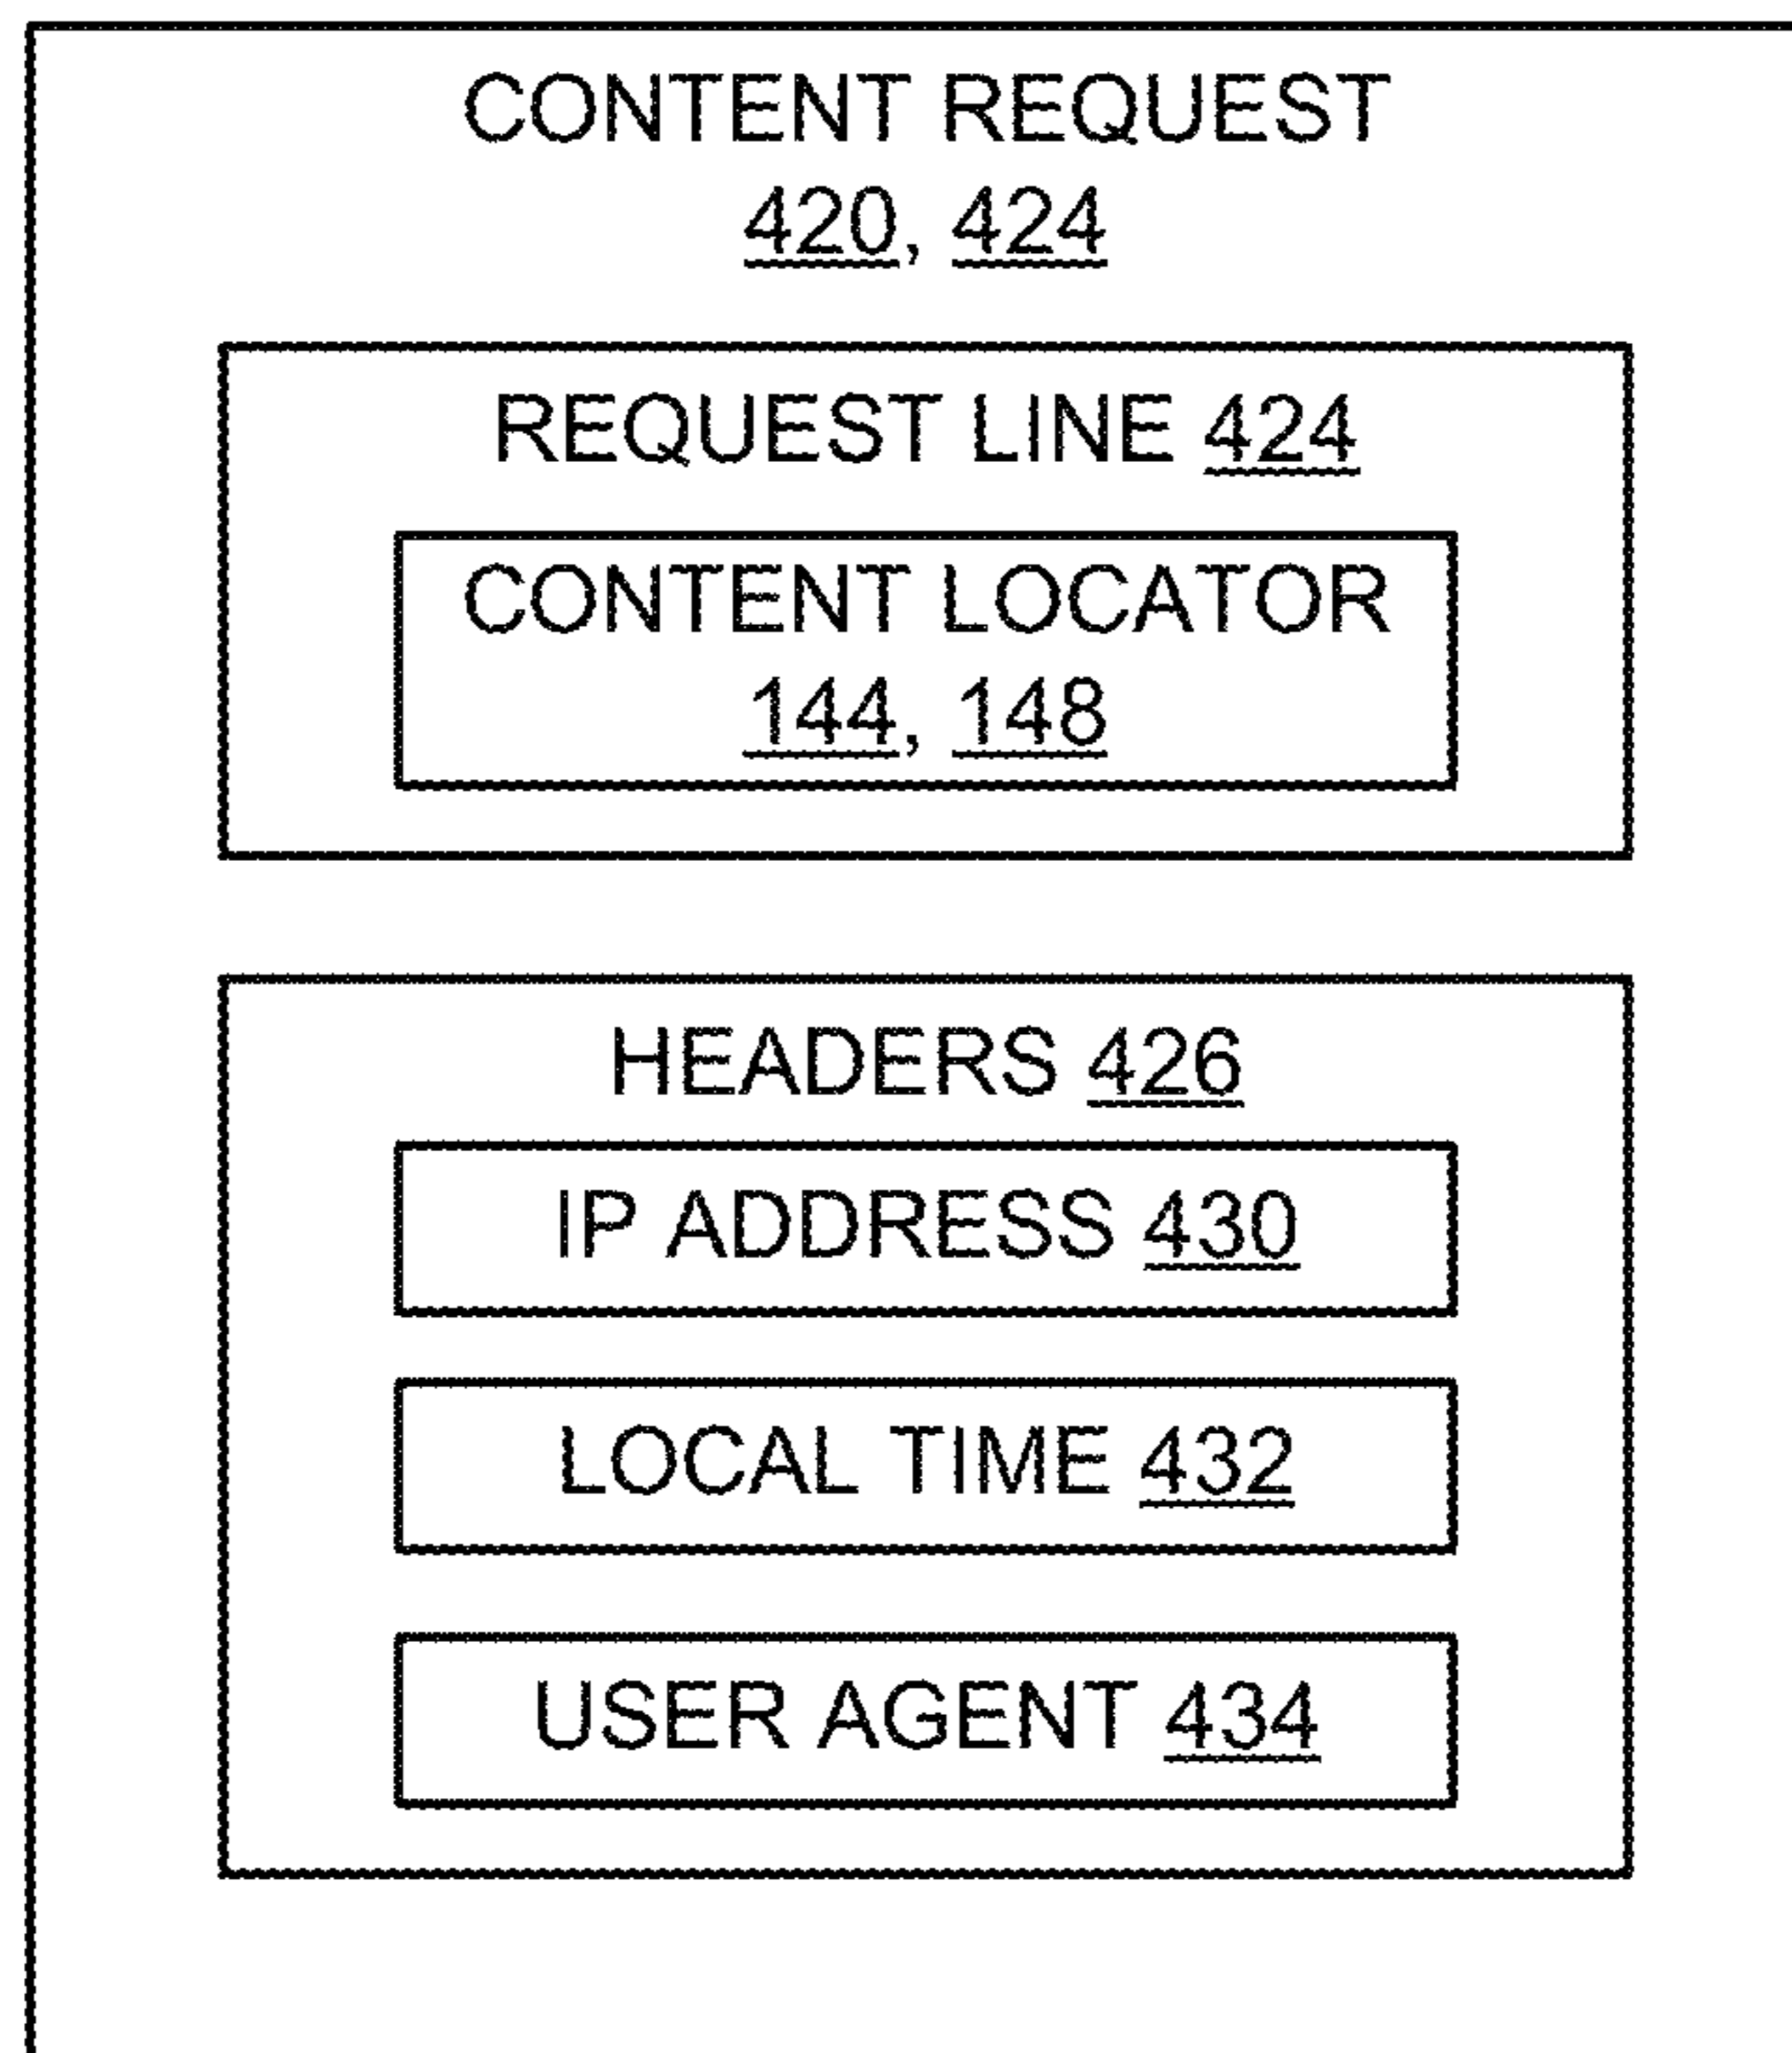 CONTENT REQUEST
420, 424
REQUEST LINE 424
CONTENT LOCATOR
144, 148
HEADERS 426
IP ADDRESS 430
LOCAL TIME 432
USER AGENT 434